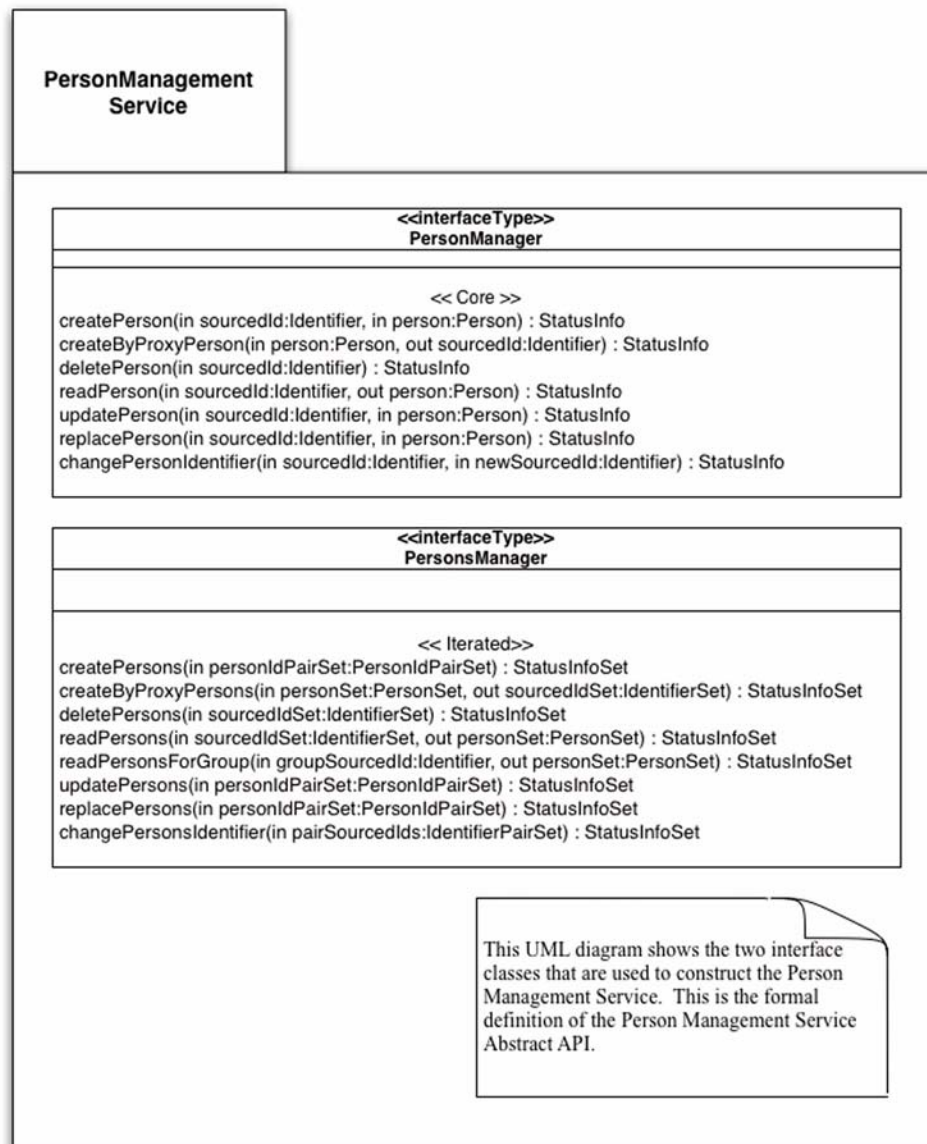 PersonManagement
Service
<<interfaceType>>
PersonManager
<< Core >>
createPerson(in sourcedId:Identifier, in person:Person) : StatusInfo
createByProxyPerson(in person:Person, out sourcedId:Identifier) : StatusInfo
deletePerson(in sourcedId:Identifier) : StatusInfo
readPerson(in sourcedId:Identifier, out person:Person) : StatusInfo
updatePerson(in sourcedId:Identifier, in person:Person) : StatusInfo
replacePerson(in sourcedId:Identifier, in person:Person) : StatusInfo
changePersonIdentifier(in sourcedId:Identifier, in newSourcedId:Identifier) : StatusInfo
<<interfaceType>>
PersonsManager
<< Iterated>>
createPersons(in personIdPairSet:PersonIdPairSet) : StatusInfoSet
createByProxyPersons(in personSet:PersonSet, out sourcedIdSet:IdentifierSet) : StatusInfoSet
deletePersons(in sourcedIdSet:IdentifierSet) : StatusInfoSet
readPersons(in sourcedIdSet:IdentifierSet, out personSet:PersonSet) : StatusInfoSet
readPersonsForGroup(in groupSourcedId:Identifier, out personSet:PersonSet) : StatusInfoSet
updatePersons(in personIdPairSet:PersonIdPairSet) : StatusInfoSet
replacePersons(in personIdPairSet:PersonIdPairSet) : StatusInfoSet
changePersonsIdentifier(in pairSourcedIds:IdentifierPairSet) : StatusInfoSet
This UML diagram shows the two interface
classes that are used to construct the Person
Management Service.  This is the formal
definition of the Person Management Service
Abstract API.